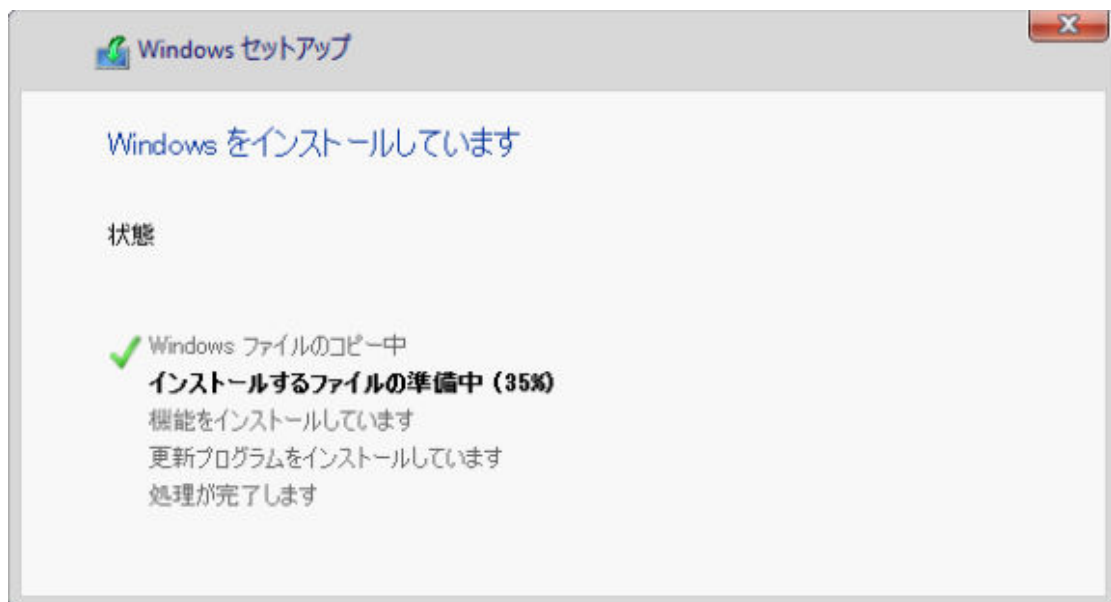 Windows セットアップ
Windows をインストールしています
状態
Windows ファイルのコピー中
インストールするファイルの準備中 (35%)
機能をインストールしています
更新プログラムをインストールしています
処理が完了します